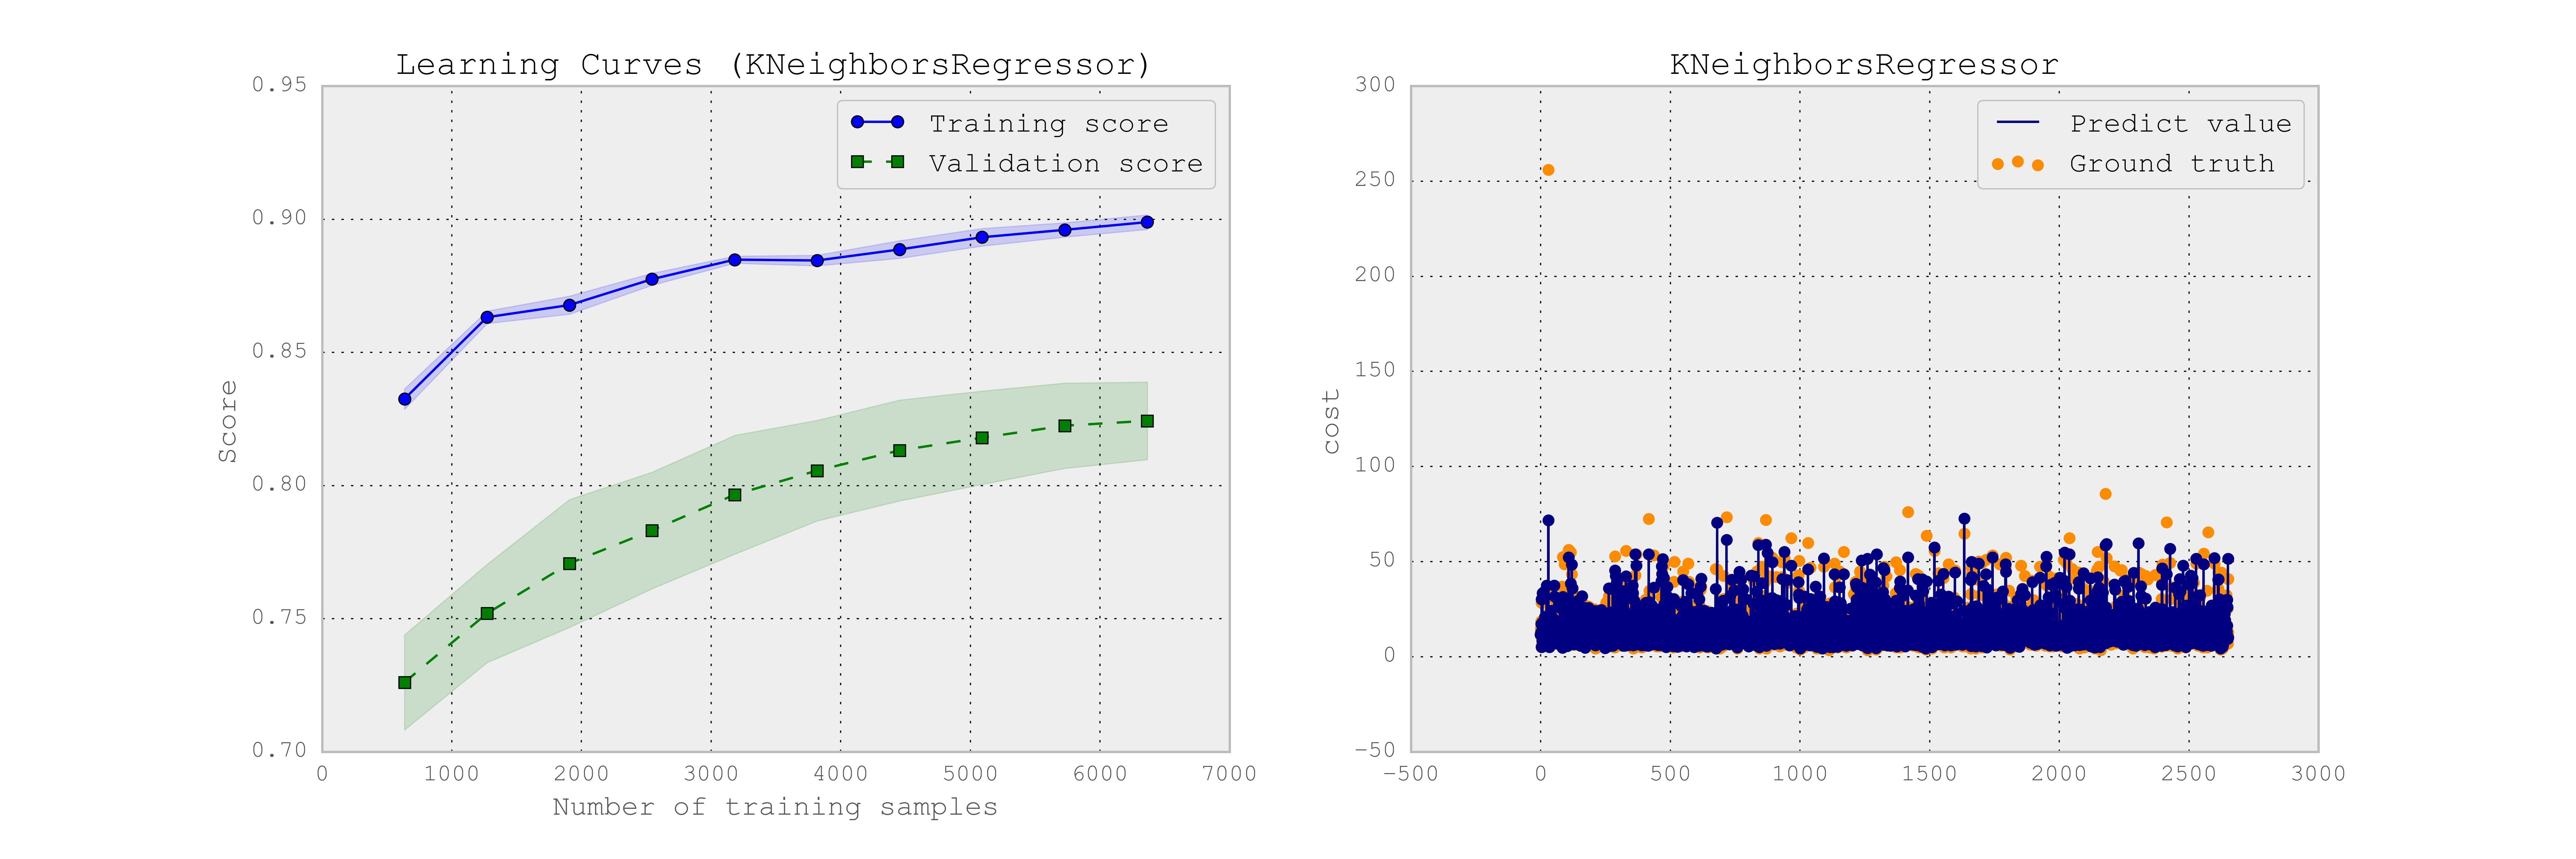 Learning Curves (KNeighborsRegressor)
0.95
0.90
0.85
0.80
0.75
0.70
Score
Training score
Validation score
0 1000 2000 3000 4000 5000 6000 7000
Number of training samples
KNeighborsRegressor
300
250
200
150
100
50
0
−50
cost
Predict value
Ground truth
−500 0 500 1000 1500 2000 2500 3000